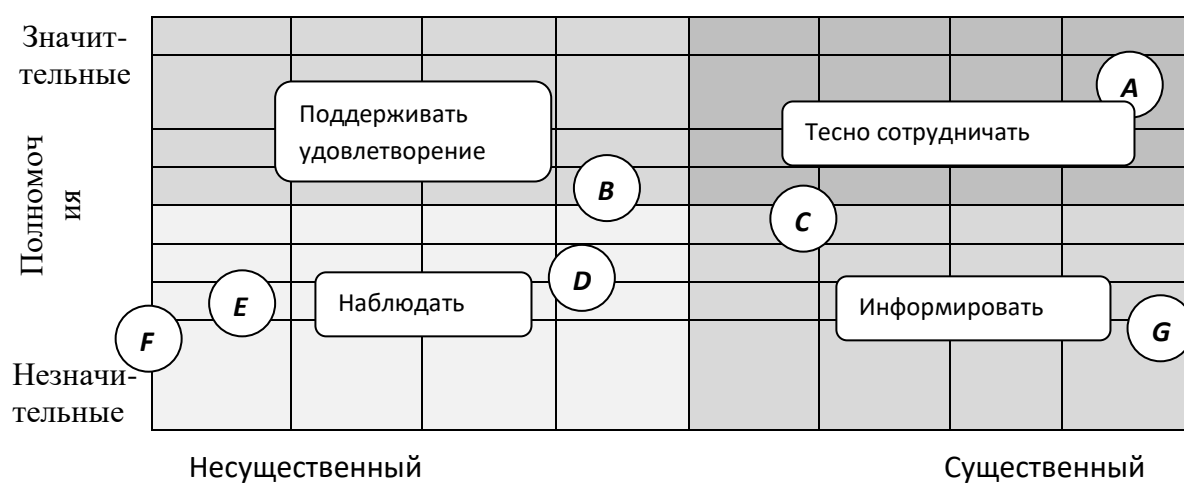 Значит-
тельные
Полномоч
ия
Незначи-
тельные
Поддерживать
удовлетворение
Тесно сотрудничать
Наблюдать
Информировать
A
B
C
D
E
F
G
Несущественный
Существенный